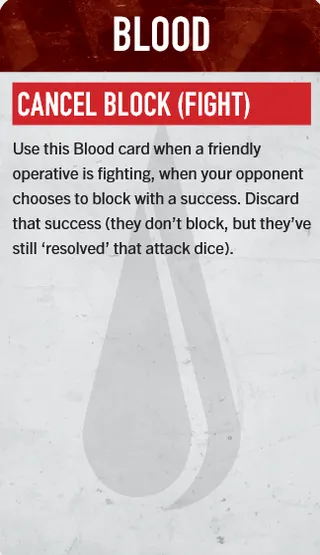 BLOOD
CANCEL BLOCK (FIGHT)
Use this Blood card when a friendly
operative is fighting, when your opponent
chooses to block with a success. Discard
that success (they don’t block, but they’ve
still ‘resolved’ that attack dice).